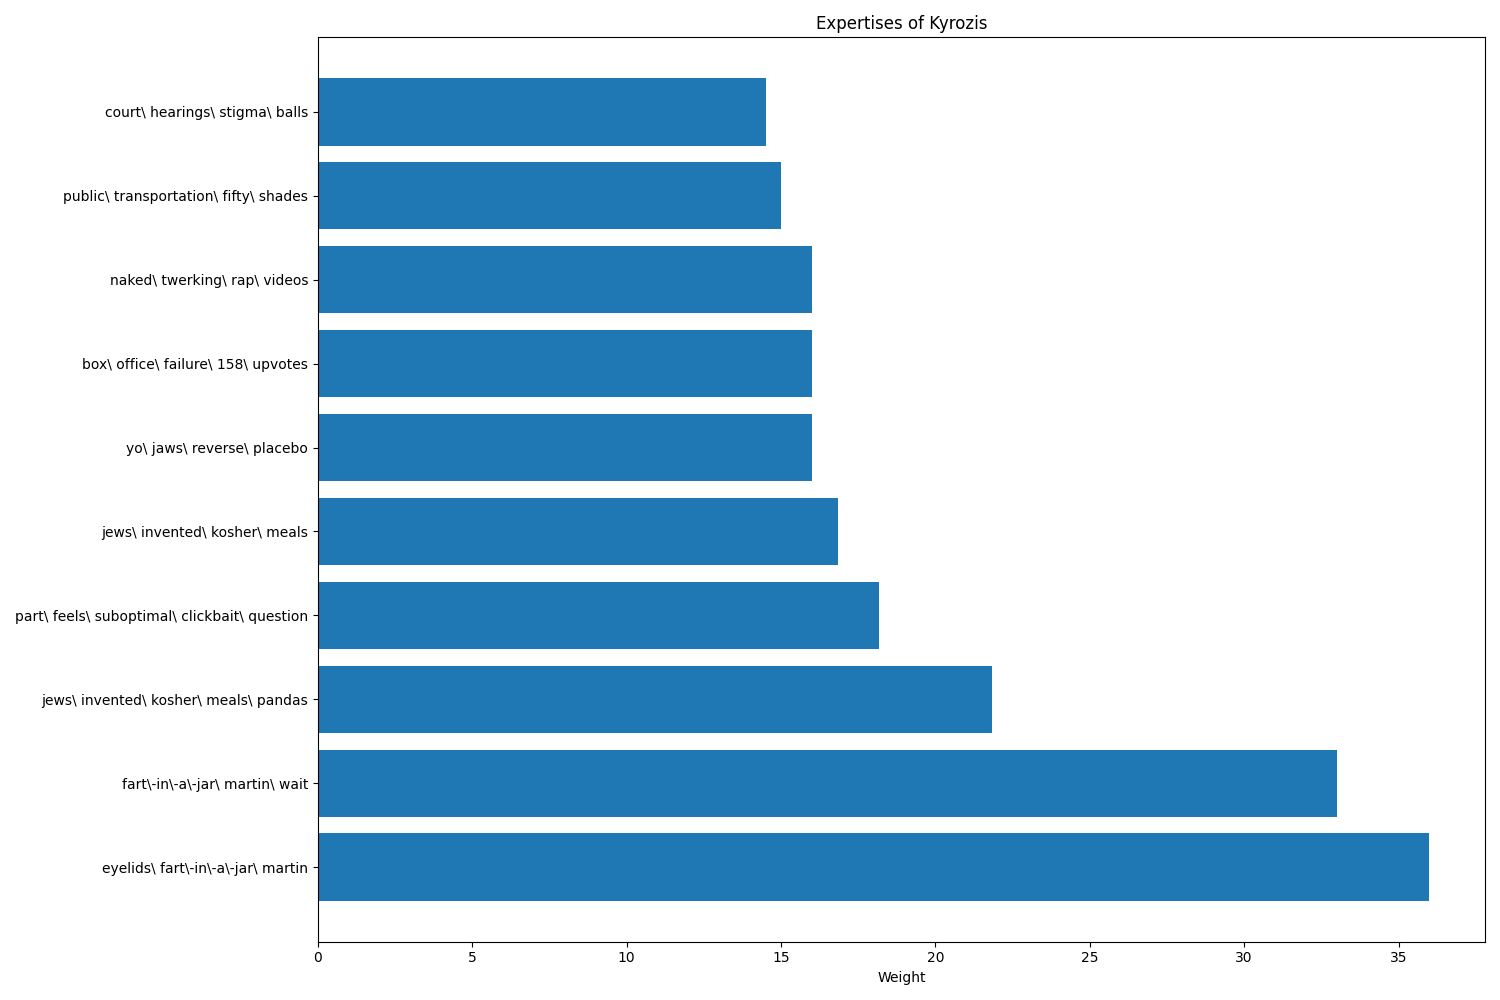 Expertises of Kyrozis
court\ hearings\ stigma\ balls
public\ transportation\ fifty\ shades
naked\ twerking\ rap\ videos
box\ office\ failure\ 158\ upvotes
yo\ jaws\ reverse\ placebo
jews\ invented\ kosher\ meals
part\ feels\ suboptimal\ clickbait\ question
jews\ invented\ kosher\ meals\ pandas
fart\-in\-a\-jar\ martin\ wait
eyelids\ fart\-in\-a\-jar\ martin
0 5 10 15 20 25 30 35
Weight